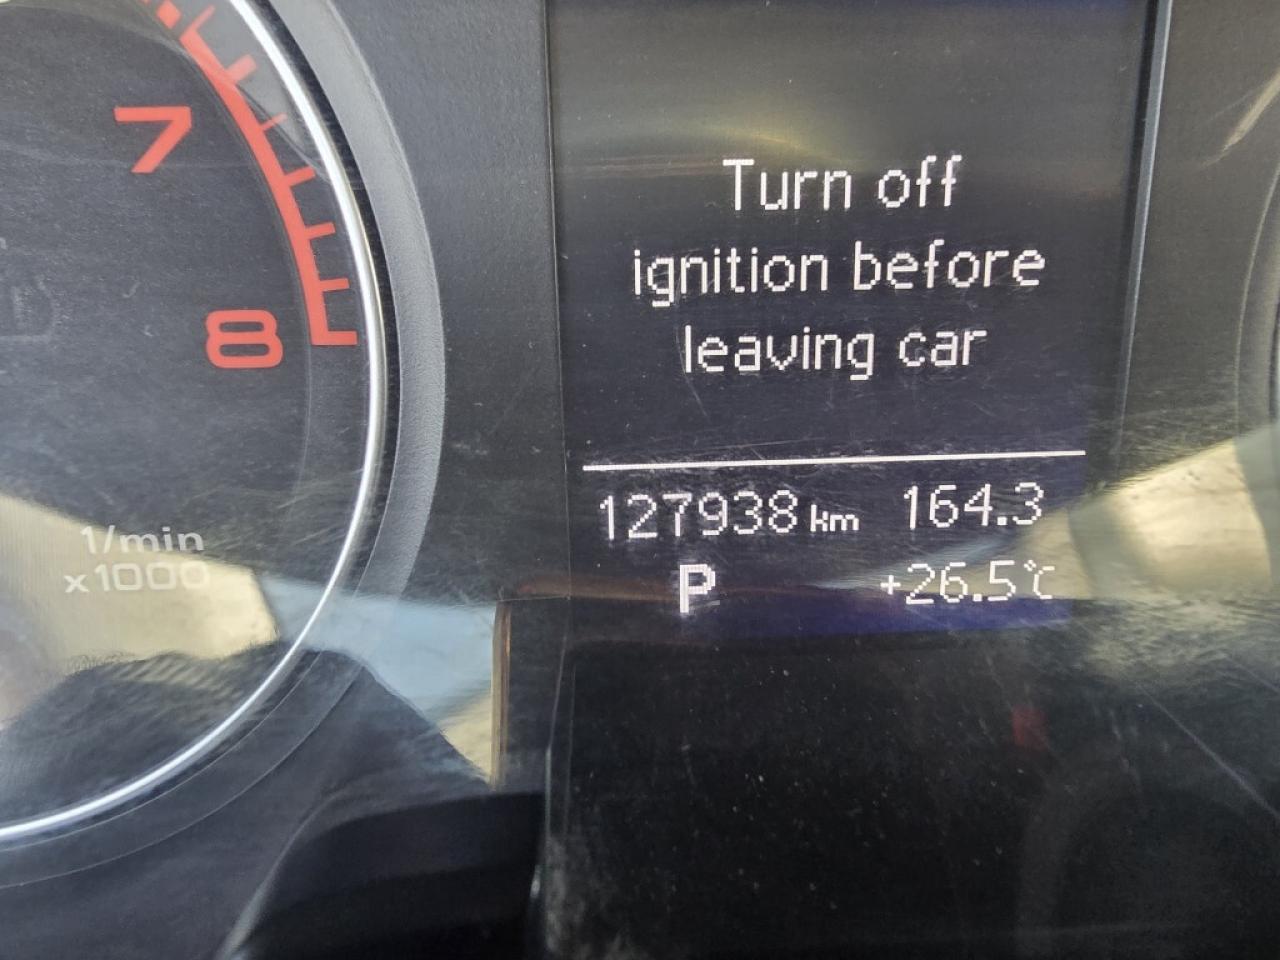 7
8
1/min
x1000
Turn off
ignition before
leaving car
127938 km 164.3
P +26.5°C